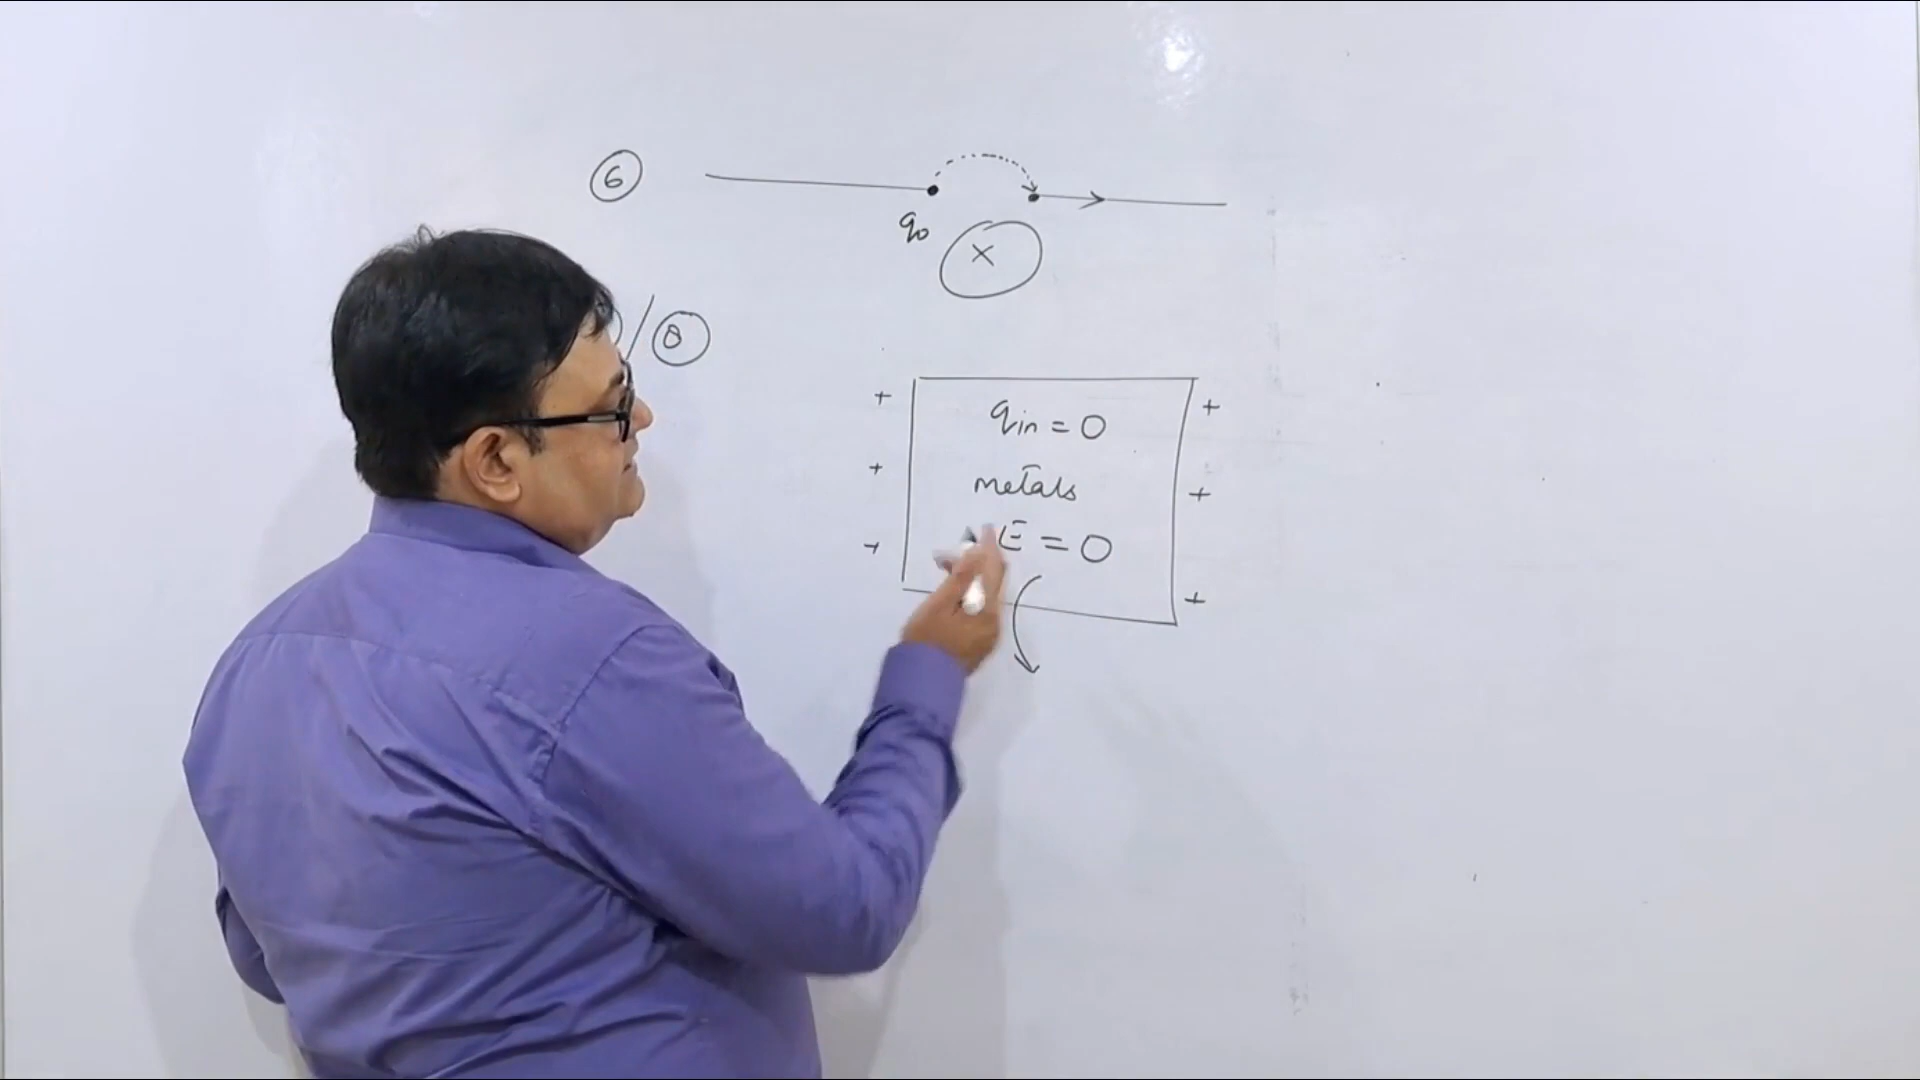 6
q₀
×
/ 8
+ qin = 0 +
+ metals +
+ E = 0
+